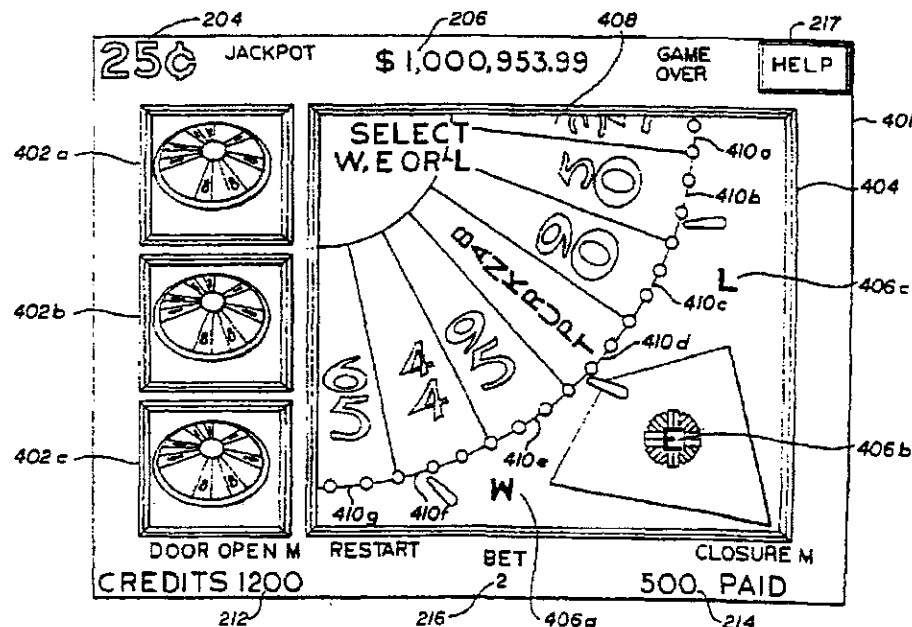 204 206 408 217
25¢ JACKPOT $ 1,000,953.99 GAME OVER HELP
401
SELECT
W, E OR L
402a 410a 404
50 410b
90
BANKRUPT
L 406c
402b 410c
410d
95
44
65
E 406b
402c 410e
W
410g 410f
DOOR OPEN M RESTART BET CLOSURE M
CREDITS 1200 2 500 PAID
212 216 406a 214